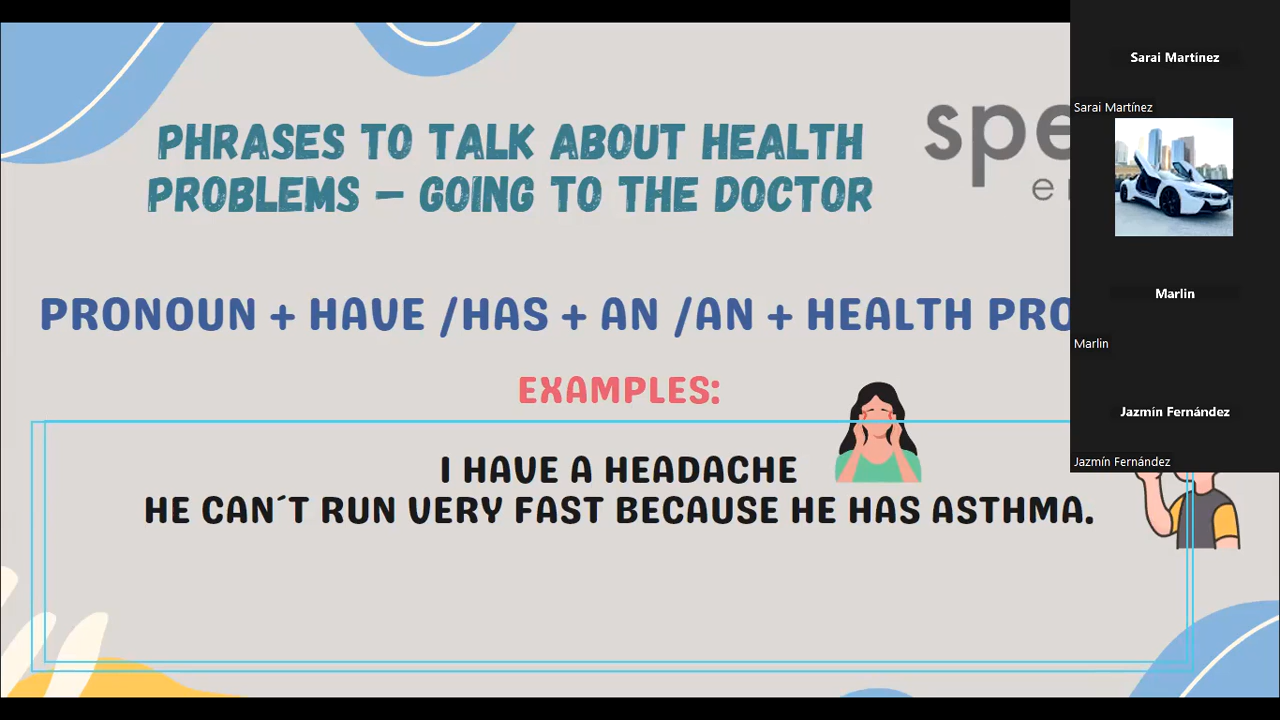 PHRASES TO TALK ABOUT HEALTH
PROBLEMS – GOING TO THE DOCTOR
PRONOUN + HAVE /HAS + AN /AN + HEALTH
EXAMPLES:
I HAVE A HEADACHE
HE CAN´T RUN VERY FAST BECAUSE HE HAS ASTHMA.
Sarai Martínez
Sarai Martínez
Marlin
Marlin
Jazmín Fernández
Jazmín Fernández